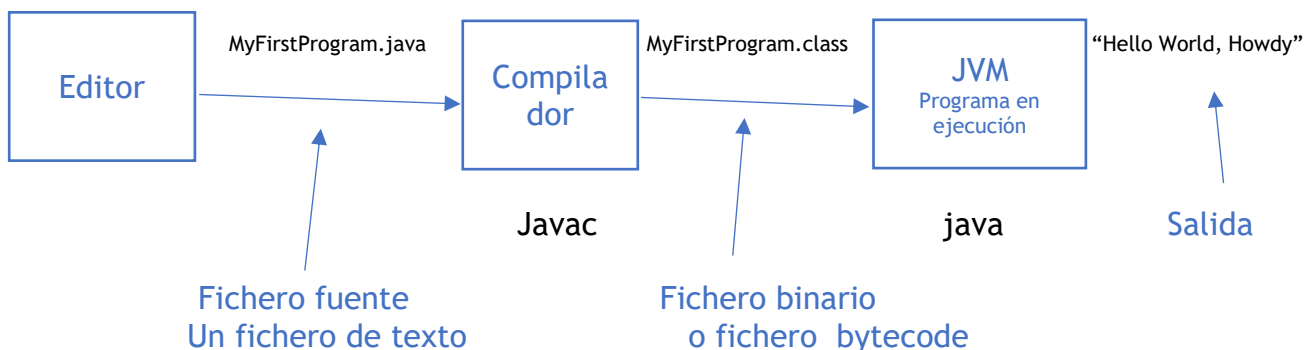 MyFirstProgram.java
MyFirstProgram.class
“Hello World, Howdy”
Editor
Compila
dor
JVM
Programa en
ejecución
Javac
java
Salida
Fichero fuente
Un fichero de texto
Fichero binario
o fichero bytecode